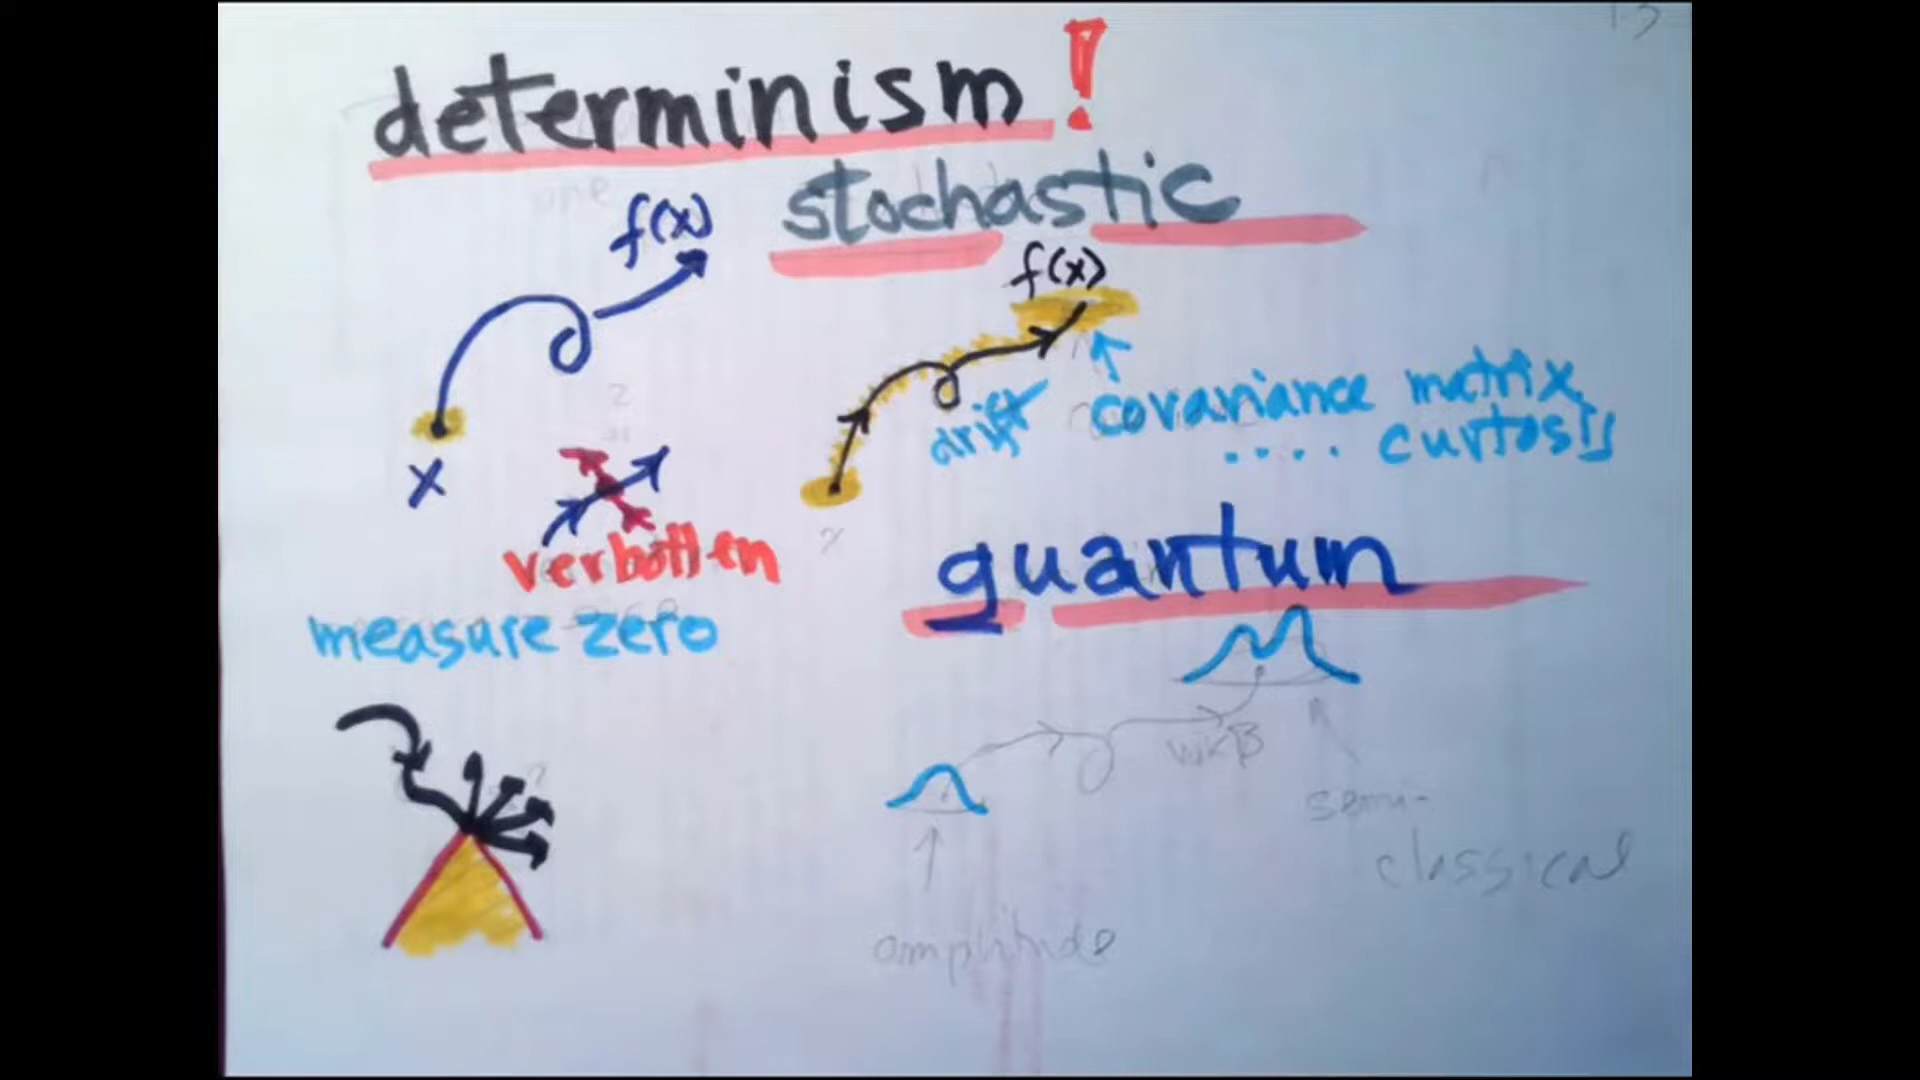 determinism!
stochastic
f(x)
f(x)
drift
covariance matrix,
.... curtosis
x
verbotten
measure zero
quantum
WKB
semi-
classical
amplitude